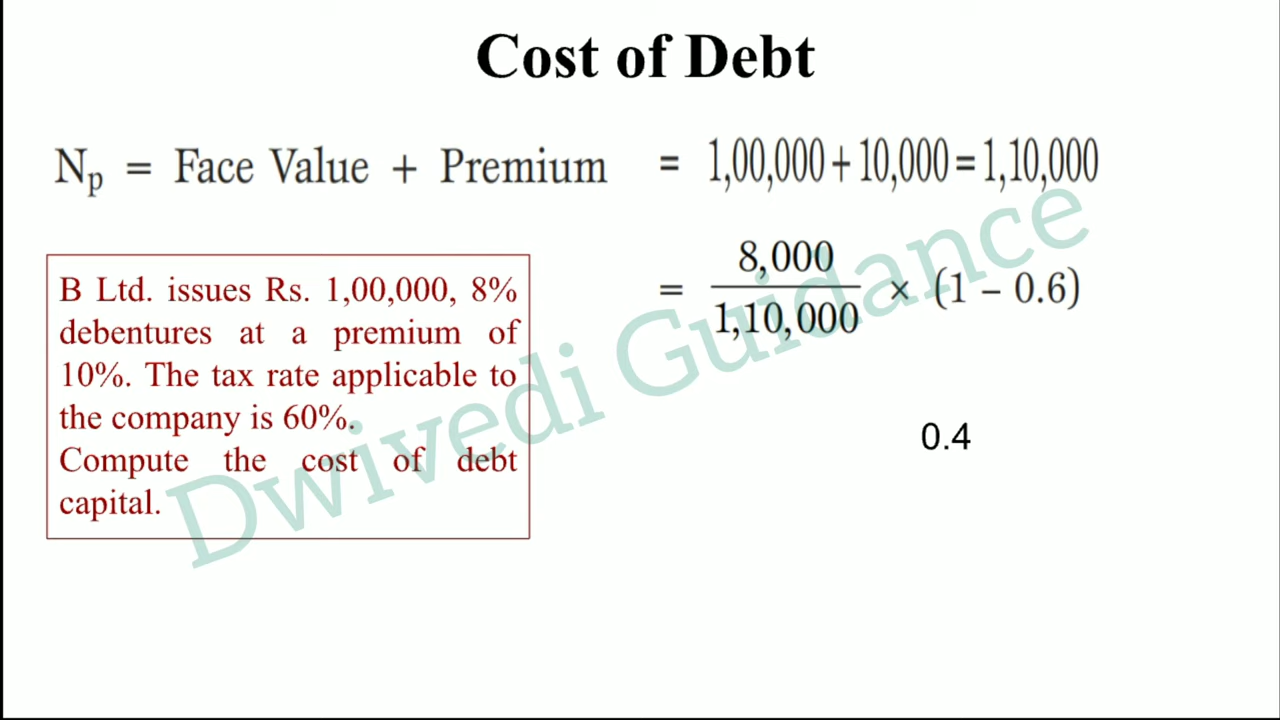 Cost of Debt
Nₚ = Face Value + Premium = 1,00,000 + 10,000 = 1,10,000
B Ltd. issues Rs. 1,00,000, 8%
debentures at a premium of
10%. The tax rate applicable to
the company is 60%.
Compute the cost of debt
capital.
= 8,000 / 1,10,000 × (1 – 0.6)
0.4
Dwivedi Guidance